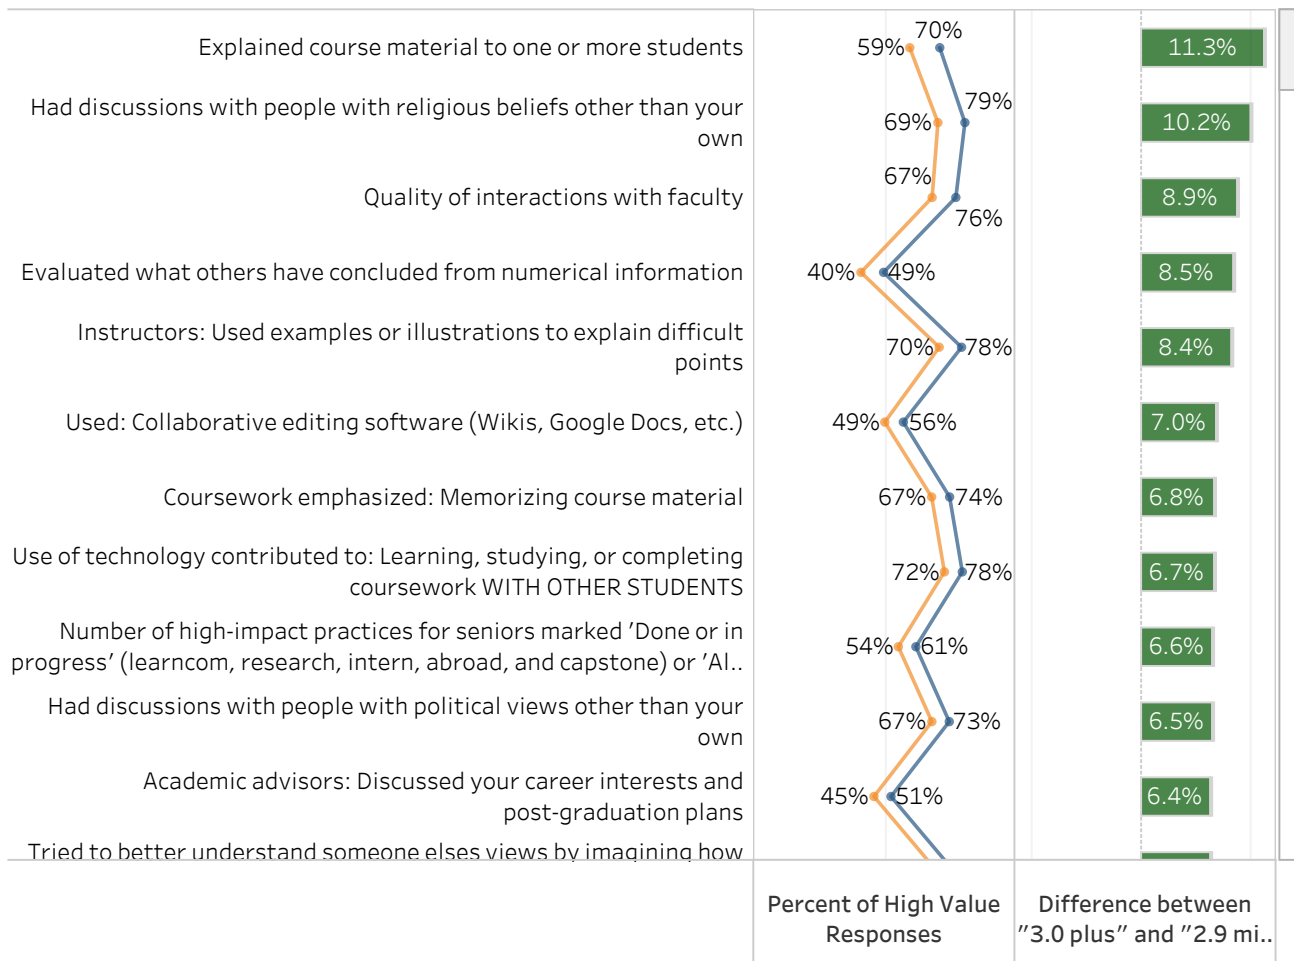 Explained course material to one or more students
59%
70%
11.3%
Had discussions with people with religious beliefs other than your
own
69%
79%
10.2%
Quality of interactions with faculty
67%
76%
8.9%
Evaluated what others have concluded from numerical information
40%
49%
8.5%
Instructors: Used examples or illustrations to explain difficult
points
70%
78%
8.4%
Used: Collaborative editing software (Wikis, Google Docs, etc.)
49%
56%
7.0%
Coursework emphasized: Memorizing course material
67%
74%
6.8%
Use of technology contributed to: Learning, studying, or completing
coursework WITH OTHER STUDENTS
72%
78%
6.7%
Number of high-impact practices for seniors marked 'Done or in
progress' (learncom, research, intern, abroad, and capstone) or 'Al..
54%
61%
6.6%
Had discussions with people with political views other than your
own
67%
73%
6.5%
Academic advisors: Discussed your career interests and
post-graduation plans
45%
51%
6.4%
Tried to better understand someone elses views by imagining how
Percent of High Value
Responses
Difference between
"3.0 plus" and "2.9 mi..